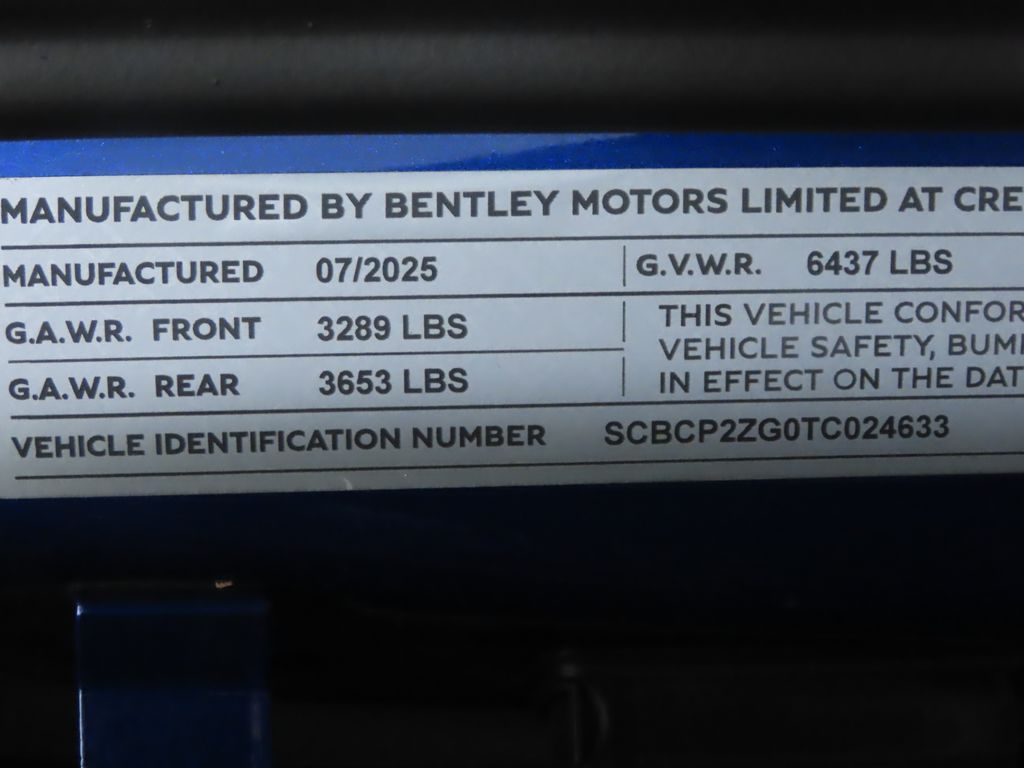 MANUFACTURED BY BENTLEY MOTORS LIMITED AT CRE
MANUFACTURED 07/2025 G.V.W.R. 6437 LBS
G.A.W.R. FRONT 3289 LBS
THIS VEHICLE CONFOR
VEHICLE SAFETY, BUM
G.A.W.R. REAR 3653 LBS
IN EFFECT ON THE DAT
VEHICLE IDENTIFICATION NUMBER SCBCP2ZG0TC024633